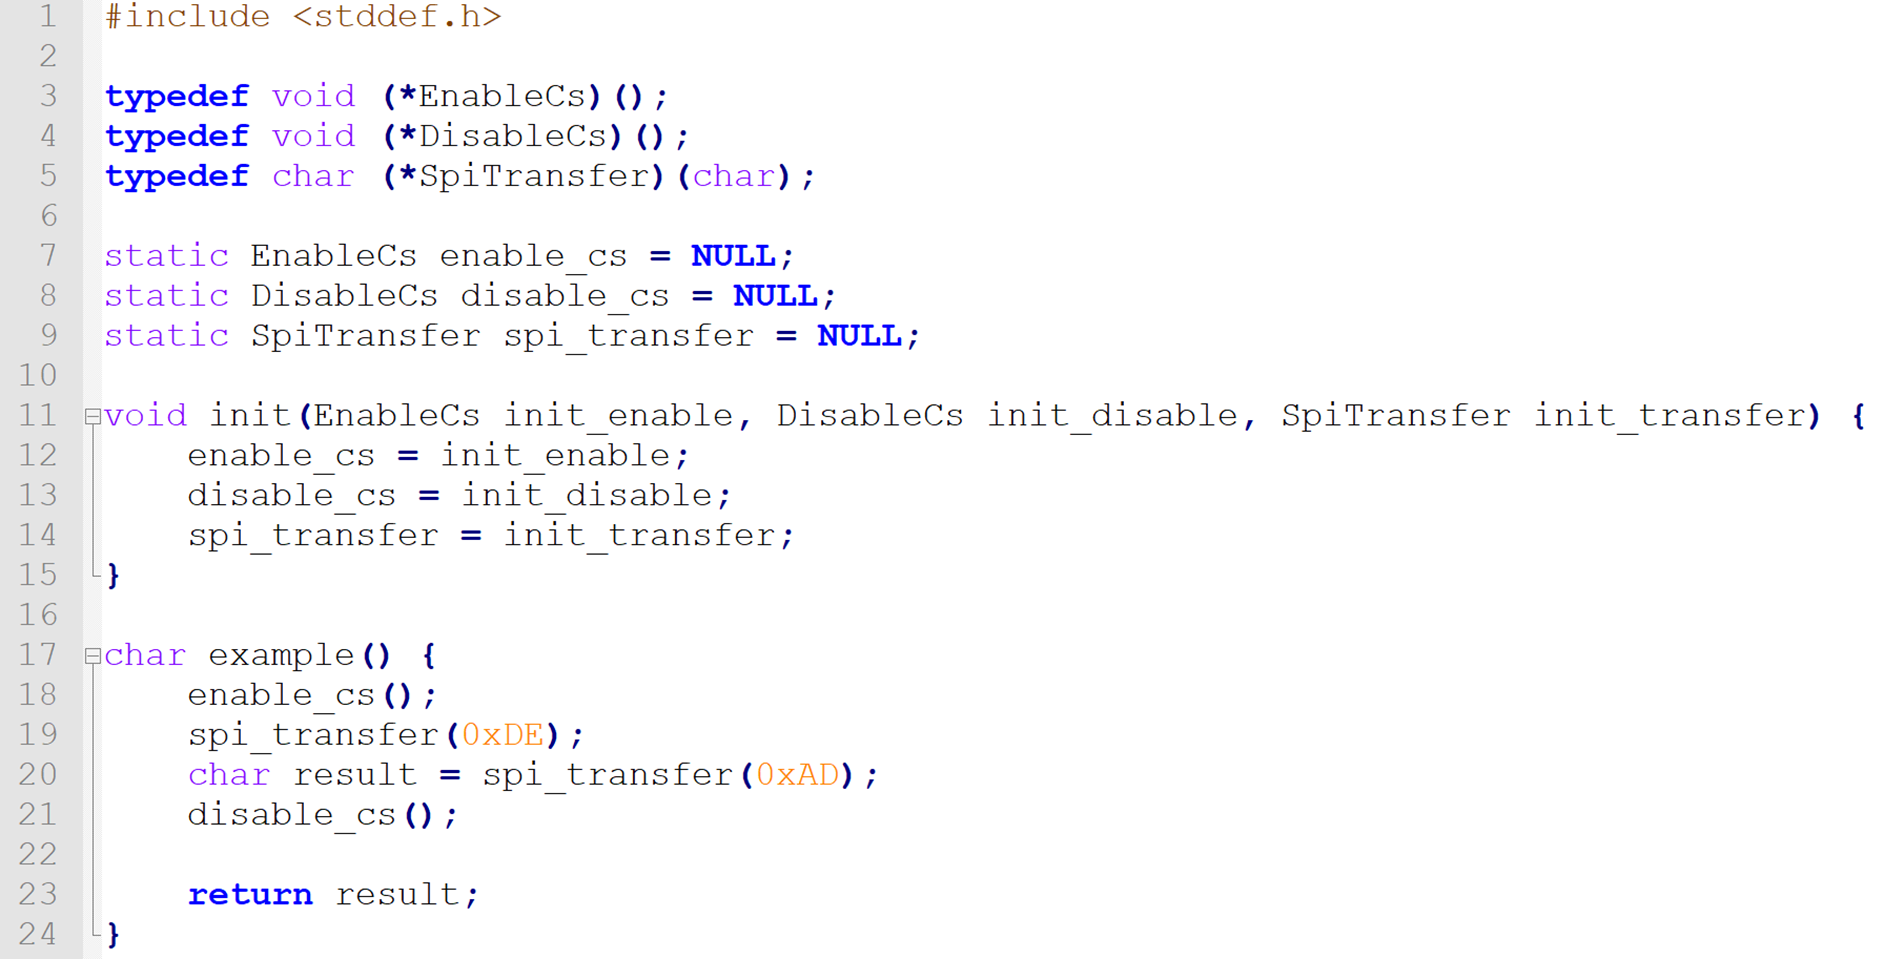 1 #include <stddef.h>
2
3 typedef void (*EnableCs)();
4 typedef void (*DisableCs)();
5 typedef char (*SpiTransfer)(char);
6
7 static EnableCs enable_cs = NULL;
8 static DisableCs disable_cs = NULL;
9 static SpiTransfer spi_transfer = NULL;
10
11 void init(EnableCs init_enable, DisableCs init_disable, SpiTransfer init_transfer) {
12     enable_cs = init_enable;
13     disable_cs = init_disable;
14     spi_transfer = init_transfer;
15 }
16
17 char example() {
18     enable_cs();
19     spi_transfer(0xDE);
20     char result = spi_transfer(0xAD);
21     disable_cs();
22
23     return result;
24 }